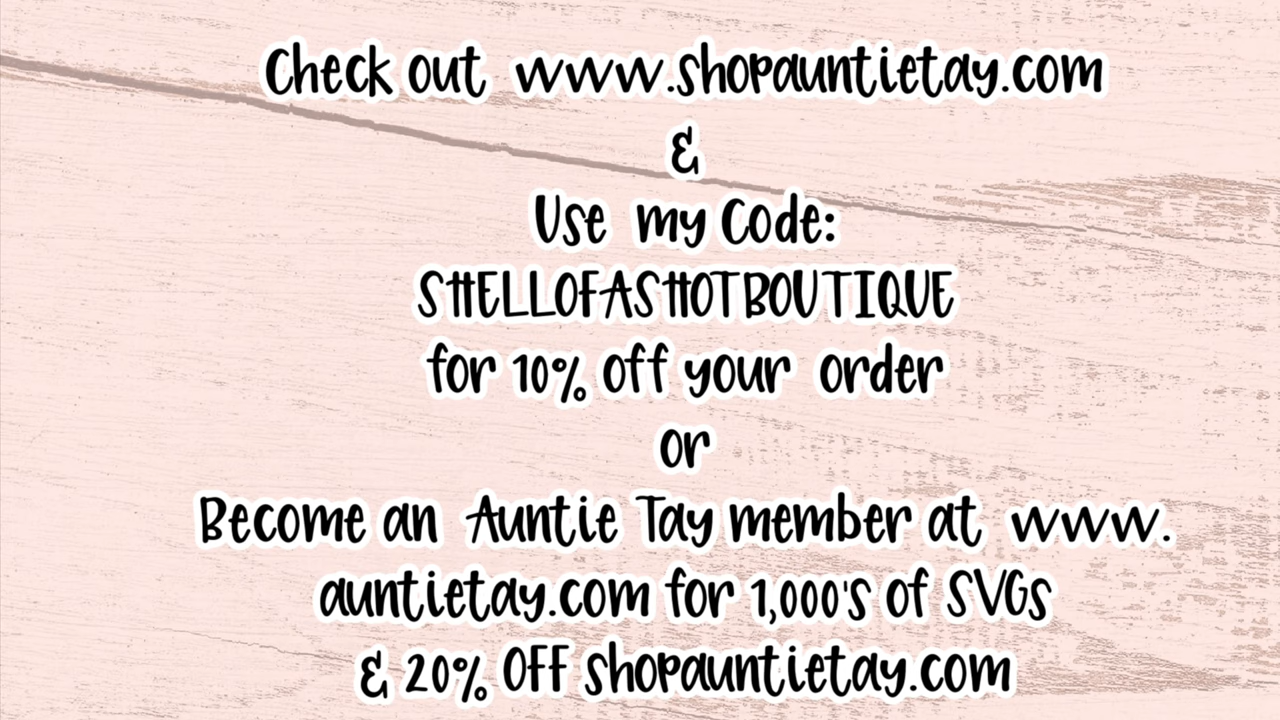 Check out www.shopauntietay.com
&
Use my Code:
SHELLOFASHOTBOUTIQUE
for 10% off your order
or
Become an Auntie Tay member at www.
auntietay.com for 1,000's of SVGs
& 20% OFF shopauntietay.com